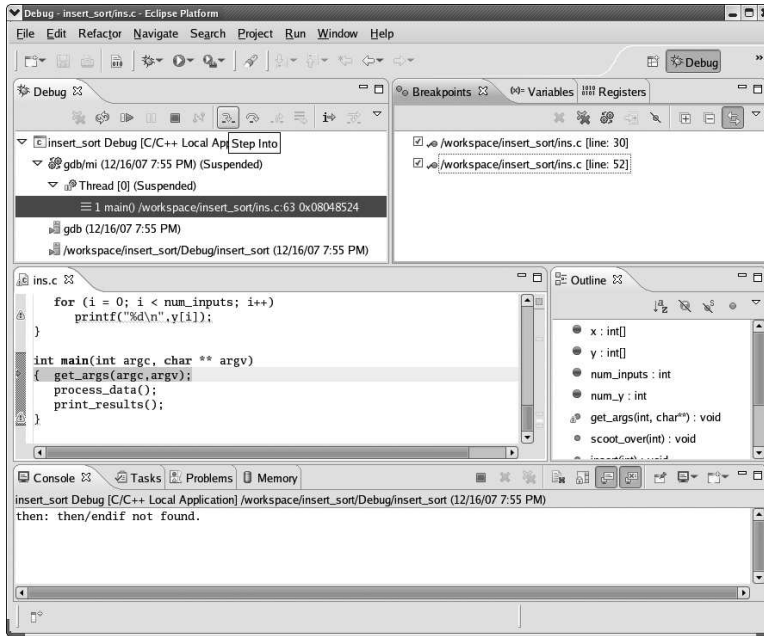 Debug - insert_sort/ins.c - Eclipse Platform
File Edit Refactor Navigate Search Project Run Window Help
Debug
Debug
insert_sort Debug [C/C++ Local App
Step Into
gdb/mi (12/16/07 7:55 PM) (Suspended)
Thread [0] (Suspended)
1 main() /workspace/insert_sort/ins.c:63 0x08048524
gdb (12/16/07 7:55 PM)
/workspace/insert_sort/Debug/insert_sort (12/16/07 7:55 PM)
Breakpoints (x)= Variables 1010 0101 Registers
/workspace/insert_sort/ins.c [line: 30]
/workspace/insert_sort/ins.c [line: 52]
ins.c
for (i = 0; i < num_inputs; i++)
printf("%d\n",y[i]);
}
int main(int argc, char ** argv)
{ get_args(argc,argv);
process_data();
print_results();
}
Outline
x : int[]
y : int[]
num_inputs : int
num_y : int
get_args(int, char**) : void
scoot_over(int) : void
insert(int) : void
Console Tasks Problems Memory
insert_sort Debug [C/C++ Local Application] /workspace/insert_sort/Debug/insert_sort (12/16/07 7:55 PM)
then: then/endif not found.